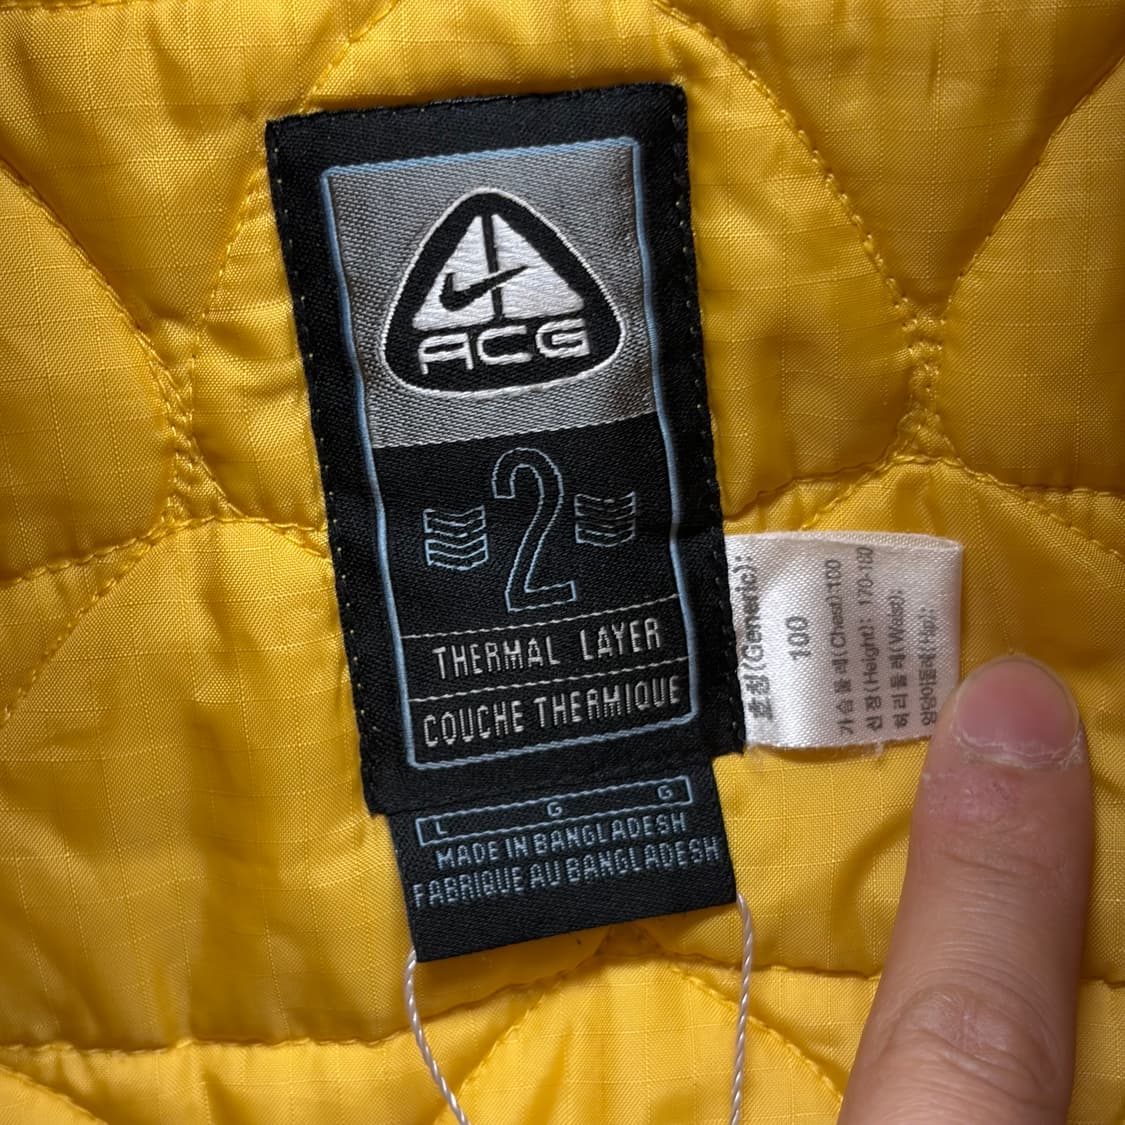 ACG
2
THERMAL LAYER
COUCHE THERMIQUE
L G G
MADE IN BANGLADESH
FABRIQUE AU BANGLADESH
호칭(Generic):
100
가슴둘레(Chest):100
신장(Height): 170-180
허리둘레(Waist):
엉덩이둘레(Hip):